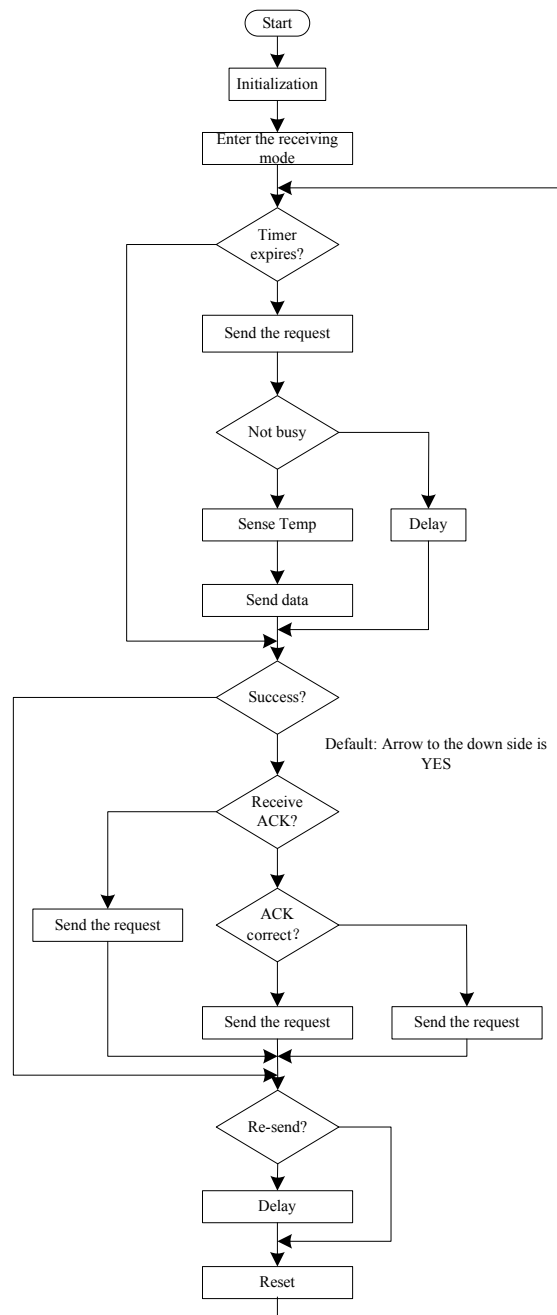 Start
Initialization
Enter the receiving
mode
Timer
expires?
Send the request
Not busy
Sense Temp
Delay
Send data
Success?
Default: Arrow to the down side is
YES
Receive
ACK?
Send the request
ACK
correct?
Send the request
Send the request
Re-send?
Delay
Reset